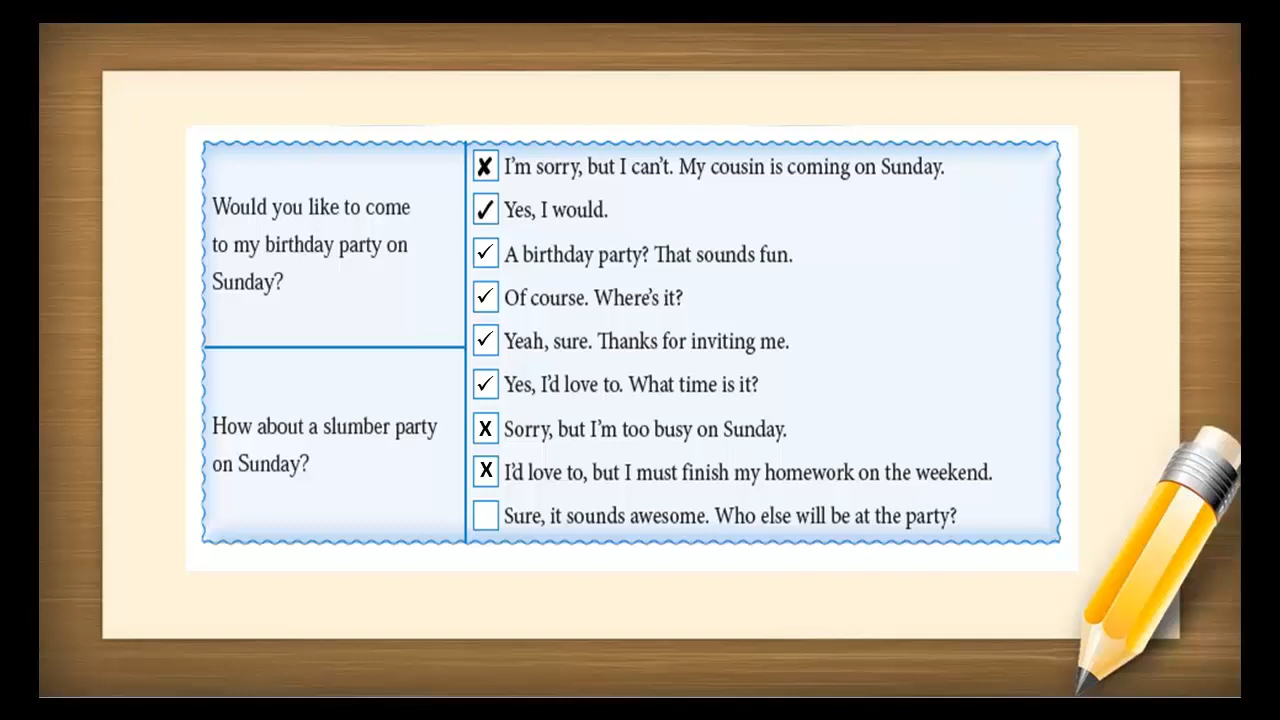 Would you like to come
to my birthday party on
Sunday?
How about a slumber party
on Sunday?
✘ I'm sorry, but I can't. My cousin is coming on Sunday.
✓ Yes, I would.
✓ A birthday party? That sounds fun.
✓ Of course. Where's it?
✓ Yeah, sure. Thanks for inviting me.
✓ Yes, I'd love to. What time is it?
X Sorry, but I'm too busy on Sunday.
X I'd love to, but I must finish my homework on the weekend.
Sure, it sounds awesome. Who else will be at the party?